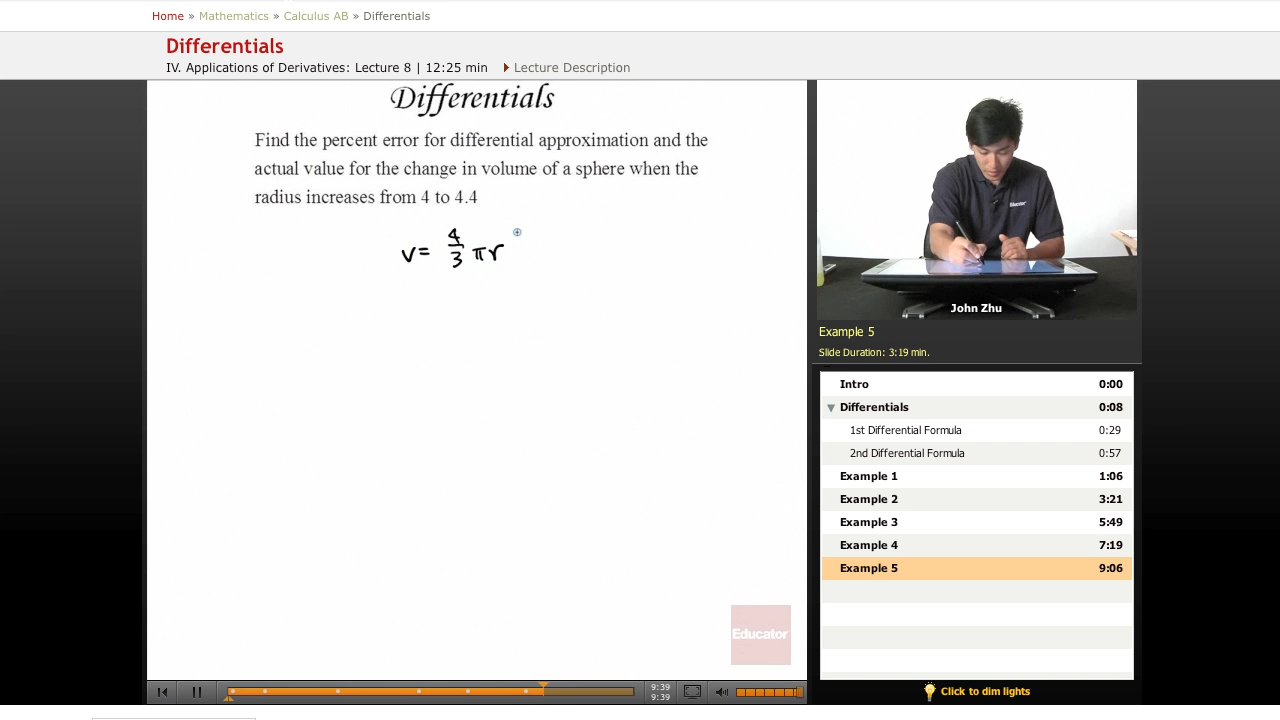 Home » Mathematics » Calculus AB » Differentials
Differentials
IV. Applications of Derivatives: Lecture 8 | 12:25 min Lecture Description
Differentials
Find the percent error for differential approximation and the
actual value for the change in volume of a sphere when the
radius increases from 4 to 4.4
v= 4/3 πr
Educator
Educator
John Zhu
Example 5
Slide Duration: 3:19 min.
Intro 0:00
Differentials 0:08
1st Differential Formula 0:29
2nd Differential Formula 0:57
Example 1 1:06
Example 2 3:21
Example 3 5:49
Example 4 7:19
Example 5 9:06
9:39
9:39
Click to dim lights